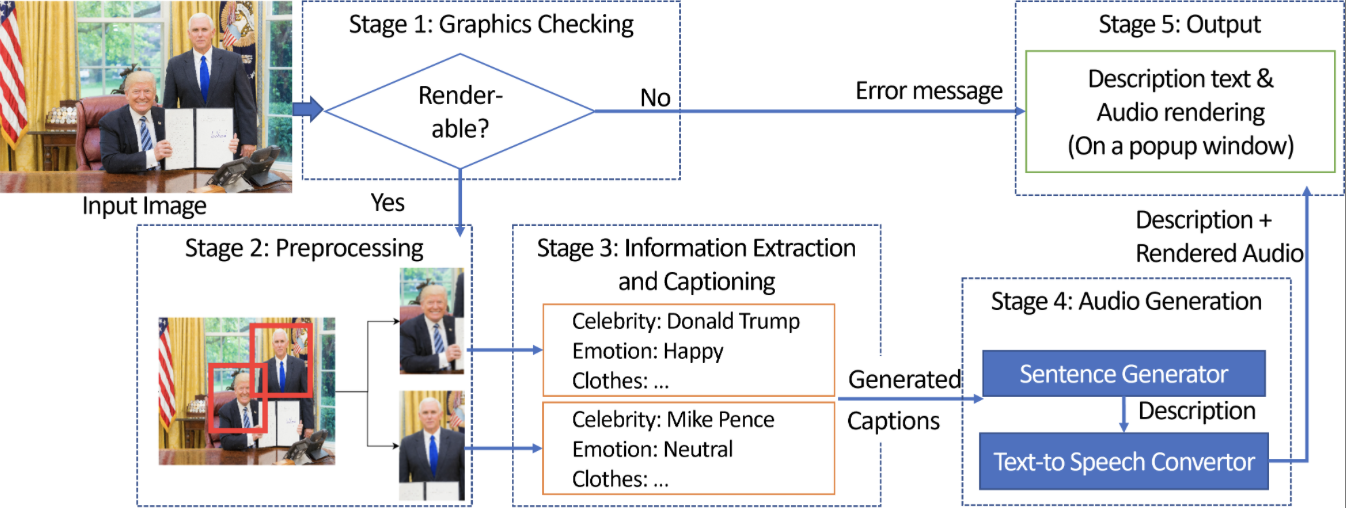 Stage 1: Graphics Checking
Render-
able?
No
Error message
Stage 5: Output
Description text &
Audio rendering
(On a popup window)
Input Image
Yes
Stage 2: Preprocessing
Stage 3: Information Extraction
and Captioning
Celebrity: Donald Trump
Emotion: Happy
Clothes: ...
Celebrity: Mike Pence
Emotion: Neutral
Clothes: ...
Generated
Captions
Description +
Rendered Audio
Stage 4: Audio Generation
Sentence Generator
Description
Text-to Speech Convertor